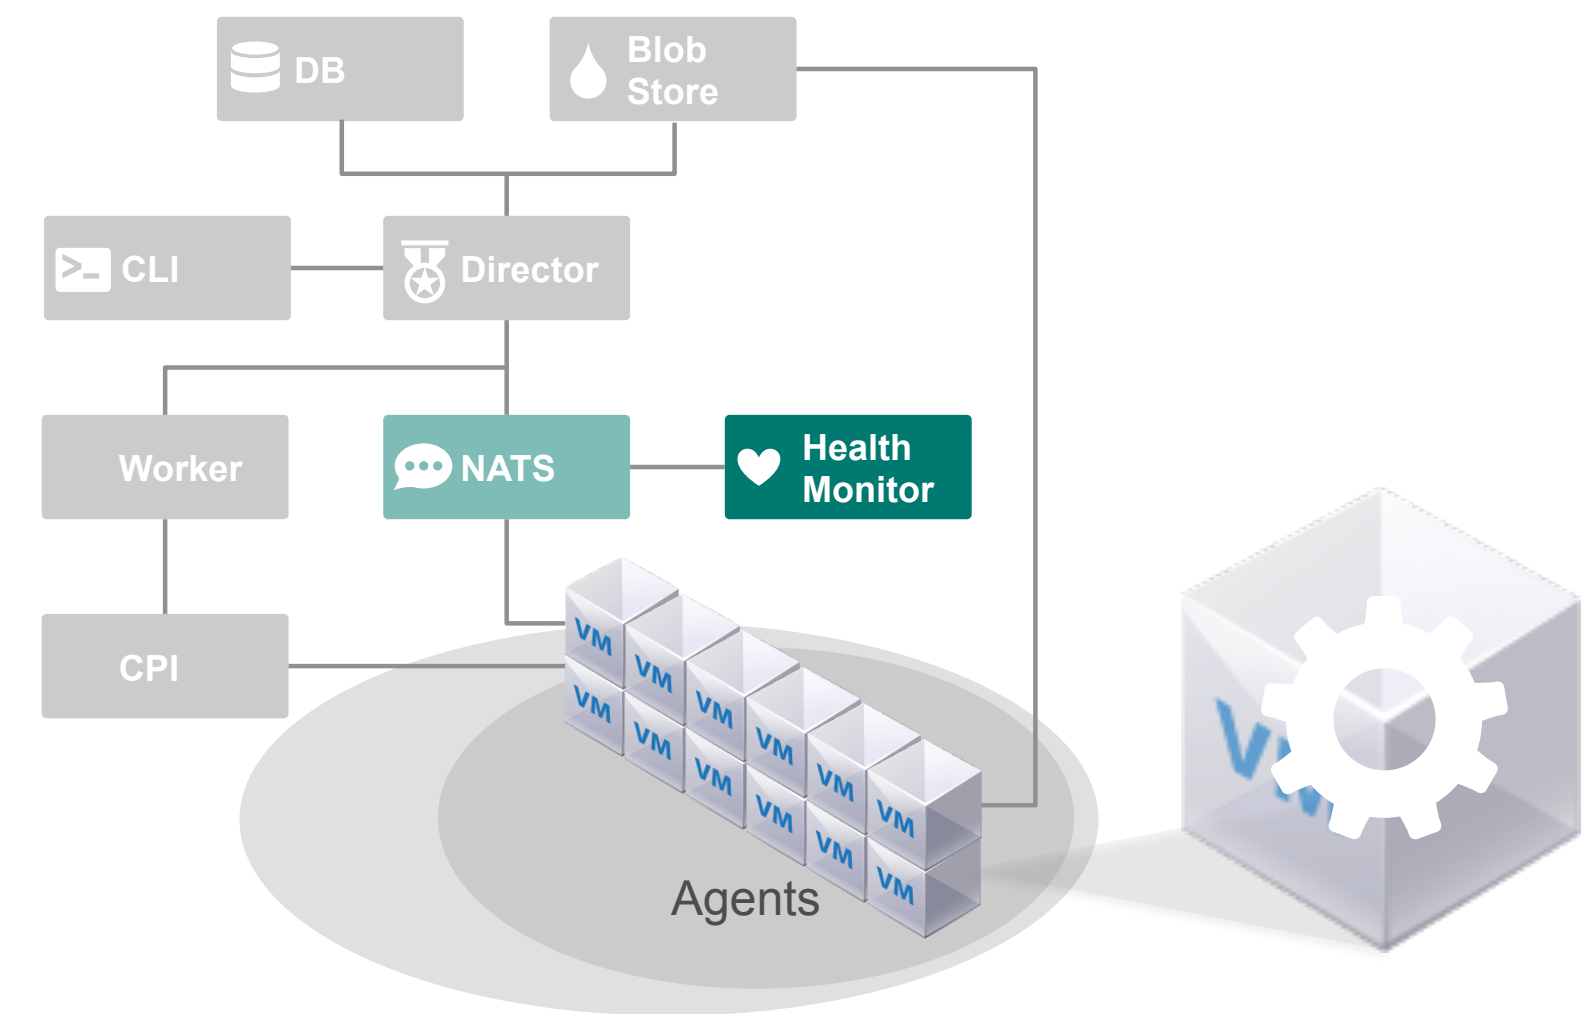 DB
Blob
Store
CLI
Director
Worker
NATS
Health
Monitor
CPI
VM
VM
VM
VM
VM
VM
VM
VM
VM
VM
VM
VM
VM
Agents